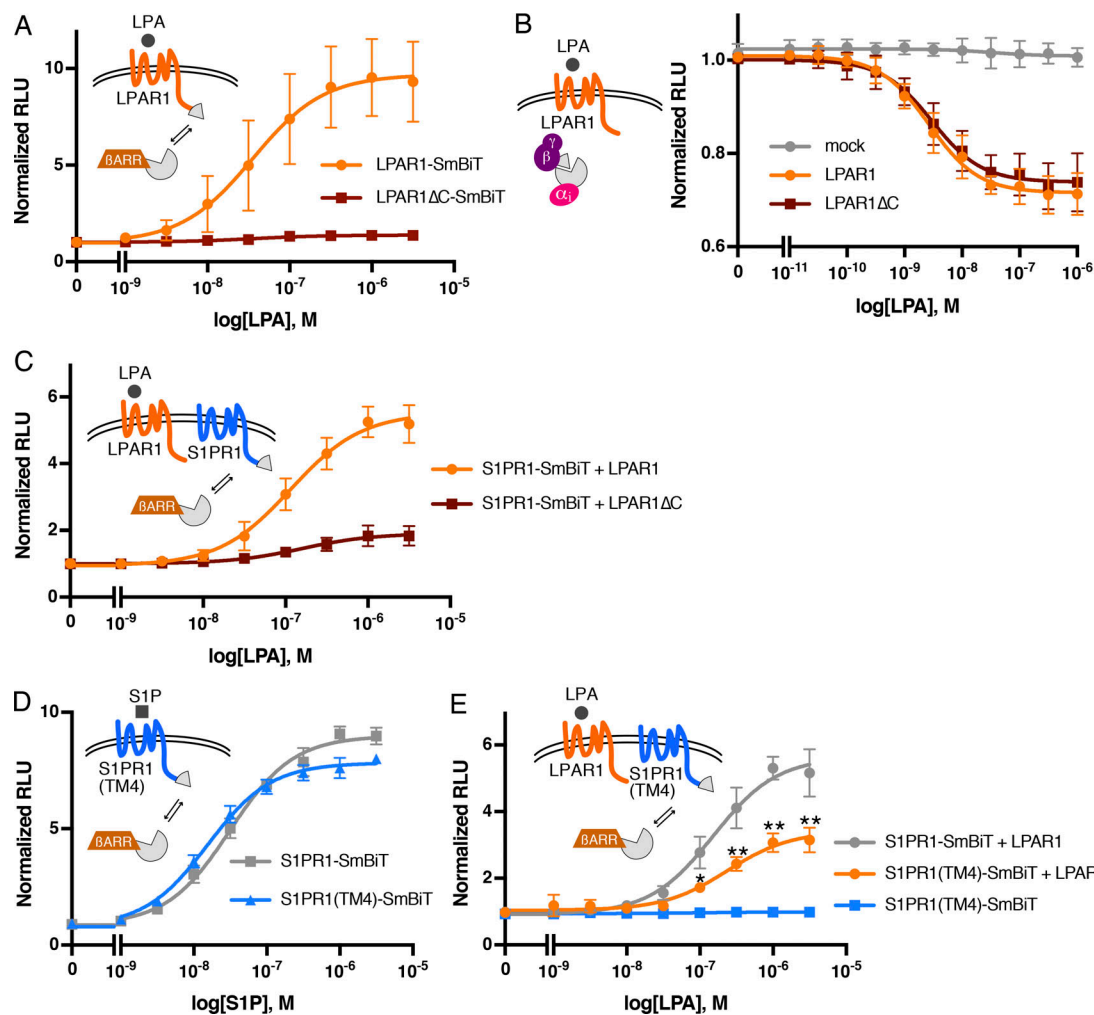 A
LPA
LPAR1
ßARR
10
5
0
Normalized RLU
0
10-9
10-8
10-7
10-6
10-5
log[LPA], M
LPAR1-SmBiT
LPAR1ΔC-SmBiT
B
LPA
LPAR1
γ
β
αi
1.0
0.8
0.6
Normalized RLU
mock
LPAR1
LPAR1ΔC
0
10-11
10-10
10-9
10-8
10-7
10-6
log[LPA], M
C
LPA
LPAR1
S1PR1
ßARR
6
4
2
0
Normalized RLU
S1PR1-SmBiT + LPAR1
S1PR1-SmBiT + LPAR1ΔC
0
10-9
10-8
10-7
10-6
10-5
log[LPA], M
D
S1P
S1PR1
(TM4)
ßARR
10
5
0
Normalized RLU
S1PR1-SmBiT
S1PR1(TM4)-SmBiT
0
10-9
10-8
10-7
10-6
10-5
log[S1P], M
E
LPA
LPAR1
S1PR1
(TM4)
ßARR
6
4
2
0
Normalized RLU
*
**
**
**
S1PR1-SmBiT + LPAR1
S1PR1(TM4)-SmBiT + LPAR
S1PR1(TM4)-SmBiT
0
10-9
10-8
10-7
10-6
10-5
log[LPA], M